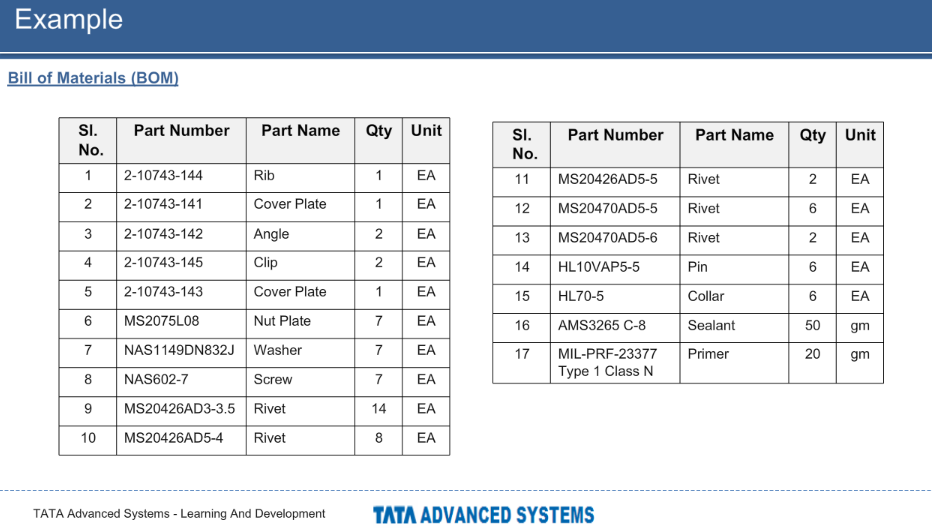 Example
Bill of Materials (BOM)
Sl. No. Part Number Part Name Qty Unit
1 2-10743-144 Rib 1 EA
2 2-10743-141 Cover Plate 1 EA
3 2-10743-142 Angle 2 EA
4 2-10743-145 Clip 2 EA
5 2-10743-143 Cover Plate 1 EA
6 MS2075L08 Nut Plate 7 EA
7 NAS1149DN832J Washer 7 EA
8 NAS602-7 Screw 7 EA
9 MS20426AD3-3.5 Rivet 14 EA
10 MS20426AD5-4 Rivet 8 EA
Sl. No. Part Number Part Name Qty Unit
11 MS20426AD5-5 Rivet 2 EA
12 MS20470AD5-5 Rivet 6 EA
13 MS20470AD5-6 Rivet 2 EA
14 HL10VAP5-5 Pin 6 EA
15 HL70-5 Collar 6 EA
16 AMS3265 C-8 Sealant 50 gm
17 MIL-PRF-23377 Type 1 Class N Primer 20 gm
TATA Advanced Systems - Learning And Development
TATA ADVANCED SYSTEMS